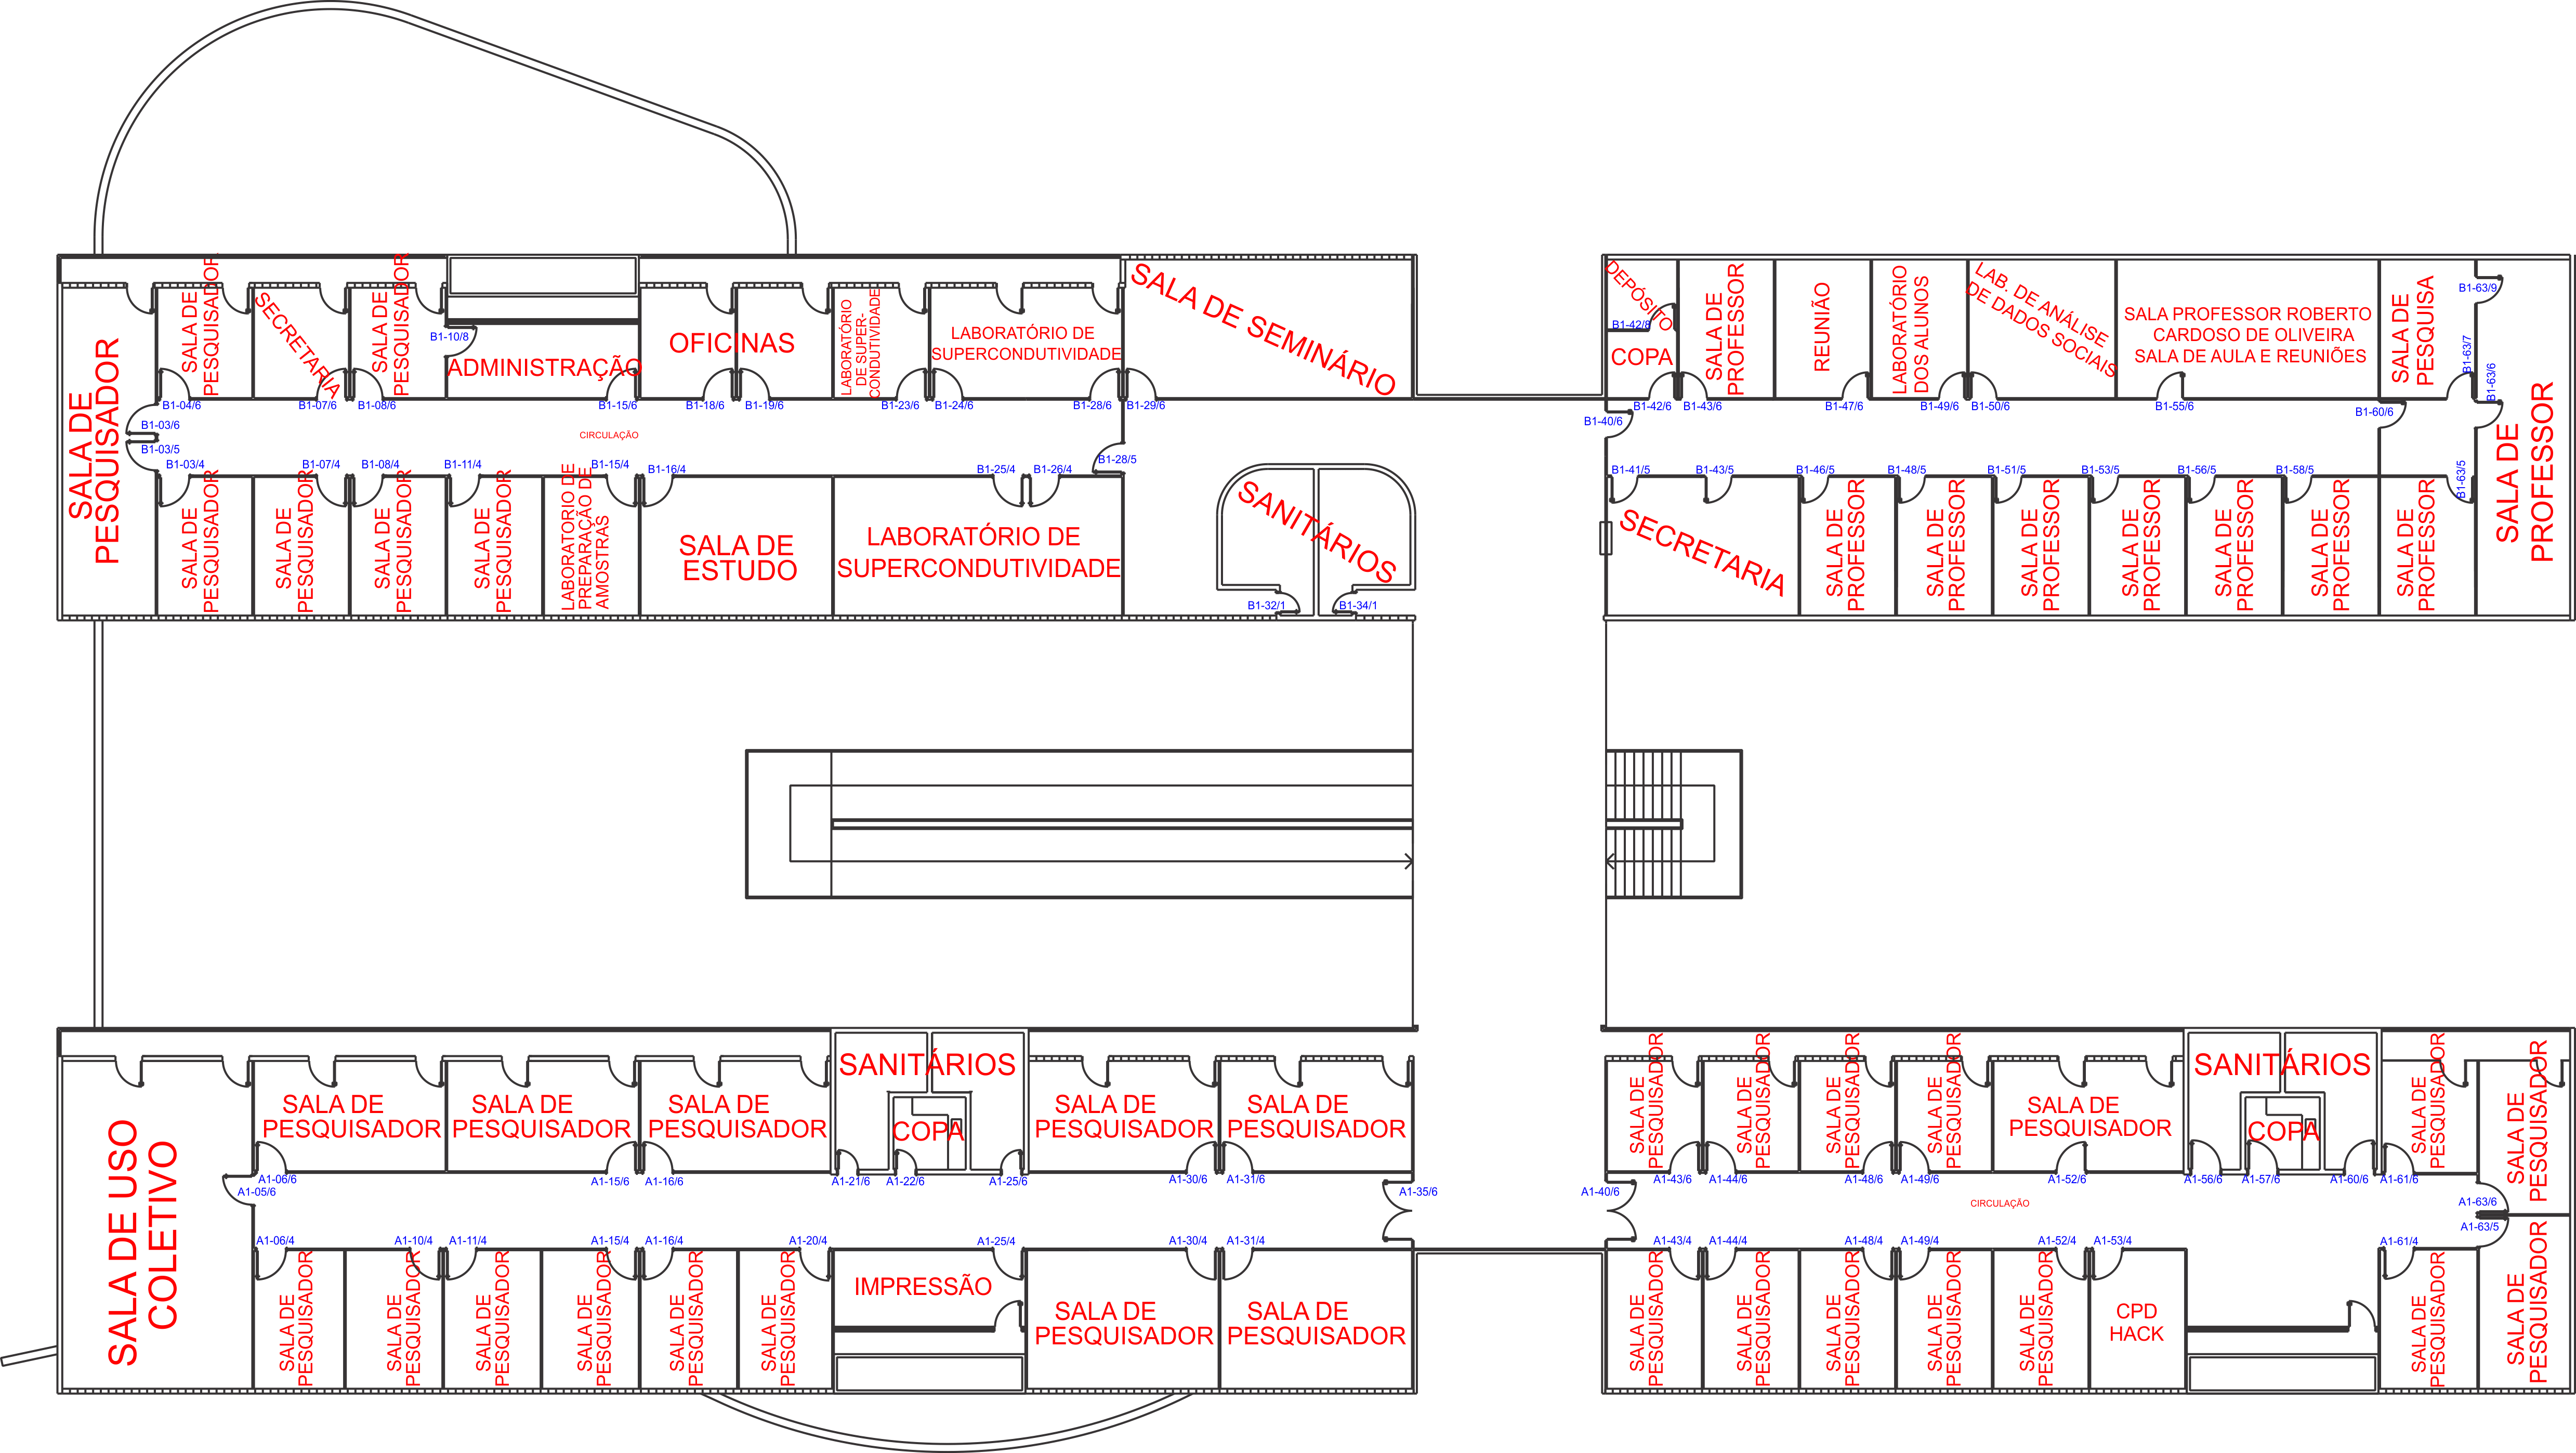 SALA DE
PESQUISADOR
SALA DE
PESQUISADOR
SECRETARIA
SALA DE
PESQUISADOR
B1-10/8
ADMINISTRAÇÃO
OFICINAS
LABORATÓRIO
DE SUPER-
CONDUTIVIDADE
LABORATÓRIO DE
SUPERCONDUTIVIDADE
SALA DE SEMINÁRIO
DEPÓSITO
B1-42/8
COPA
SALA DE
PROFESSOR
REUNIÃO
LABORATÓRIO
DOS ALUNOS
LAB. DE ANÁLISE
DE DADOS SOCIAIS
SALA PROFESSOR ROBERTO
CARDOSO DE OLIVEIRA
SALA DE AULA E REUNIÕES
SALA DE
PESQUISA
B1-63/9
B1-63/7
B1-63/6
SALA DE
PROFESSOR
B1-04/6
B1-07/6
B1-08/6
B1-15/6
B1-18/6
B1-19/6
B1-23/6
B1-24/6
B1-28/6
B1-29/6
B1-40/6
B1-42/6
B1-43/6
B1-47/6
B1-49/6
B1-50/6
B1-55/6
B1-60/6
B1-03/6
B1-03/5
CIRCULAÇÃO
B1-28/5
B1-03/4
B1-07/4
B1-08/4
B1-11/4
B1-15/4
B1-16/4
B1-25/4
B1-26/4
B1-41/5
B1-43/5
B1-46/5
B1-48/5
B1-51/5
B1-53/5
B1-56/5
B1-58/5
B1-63/5
SALA DE
PESQUISADOR
SALA DE
PESQUISADOR
SALA DE
PESQUISADOR
SALA DE
PESQUISADOR
LABORATORIO DE
PREPARAÇÃO DE
AMOSTRAS
SALA DE
ESTUDO
LABORATÓRIO DE
SUPERCONDUTIVIDADE
SANITÁRIOS
B1-32/1
B1-34/1
SECRETARIA
SALA DE
PROFESSOR
SALA DE
PROFESSOR
SALA DE
PROFESSOR
SALA DE
PROFESSOR
SALA DE
PROFESSOR
SALA DE
PROFESSOR
SALA DE
PROFESSOR
SALA DE USO
COLETIVO
SALA DE
PESQUISADOR
SALA DE
PESQUISADOR
SALA DE
PESQUISADOR
SANITÁRIOS
COPA
SALA DE
PESQUISADOR
SALA DE
PESQUISADOR
SALA DE
PESQUISADOR
SALA DE
PESQUISADOR
SALA DE
PESQUISADOR
SALA DE
PESQUISADOR
SALA DE
PESQUISADOR
SANITÁRIOS
COPA
SALA DE
PESQUISADOR
SALA DE
PESQUISADOR
A1-05/6
A1-06/6
A1-15/6
A1-16/6
A1-21/6
A1-22/6
A1-25/6
A1-30/6
A1-31/6
A1-35/6
A1-40/6
A1-43/6
A1-44/6
A1-48/6
A1-49/6
A1-52/6
A1-56/6
A1-57/6
A1-60/6
A1-61/6
A1-63/6
CIRCULAÇÃO
A1-63/5
A1-06/4
A1-10/4
A1-11/4
A1-15/4
A1-16/4
A1-20/4
A1-25/4
A1-30/4
A1-31/4
A1-43/4
A1-44/4
A1-48/4
A1-49/4
A1-52/4
A1-53/4
A1-61/4
SALA DE
PESQUISADOR
SALA DE
PESQUISADOR
SALA DE
PESQUISADOR
SALA DE
PESQUISADOR
SALA DE
PESQUISADOR
SALA DE
PESQUISADOR
IMPRESSÃO
SALA DE
PESQUISADOR
SALA DE
PESQUISADOR
SALA DE
PESQUISADOR
SALA DE
PESQUISADOR
SALA DE
PESQUISADOR
SALA DE
PESQUISADOR
SALA DE
PESQUISADOR
CPD
HACK
SALA DE
PESQUISADOR
SALA DE
PESQUISADOR